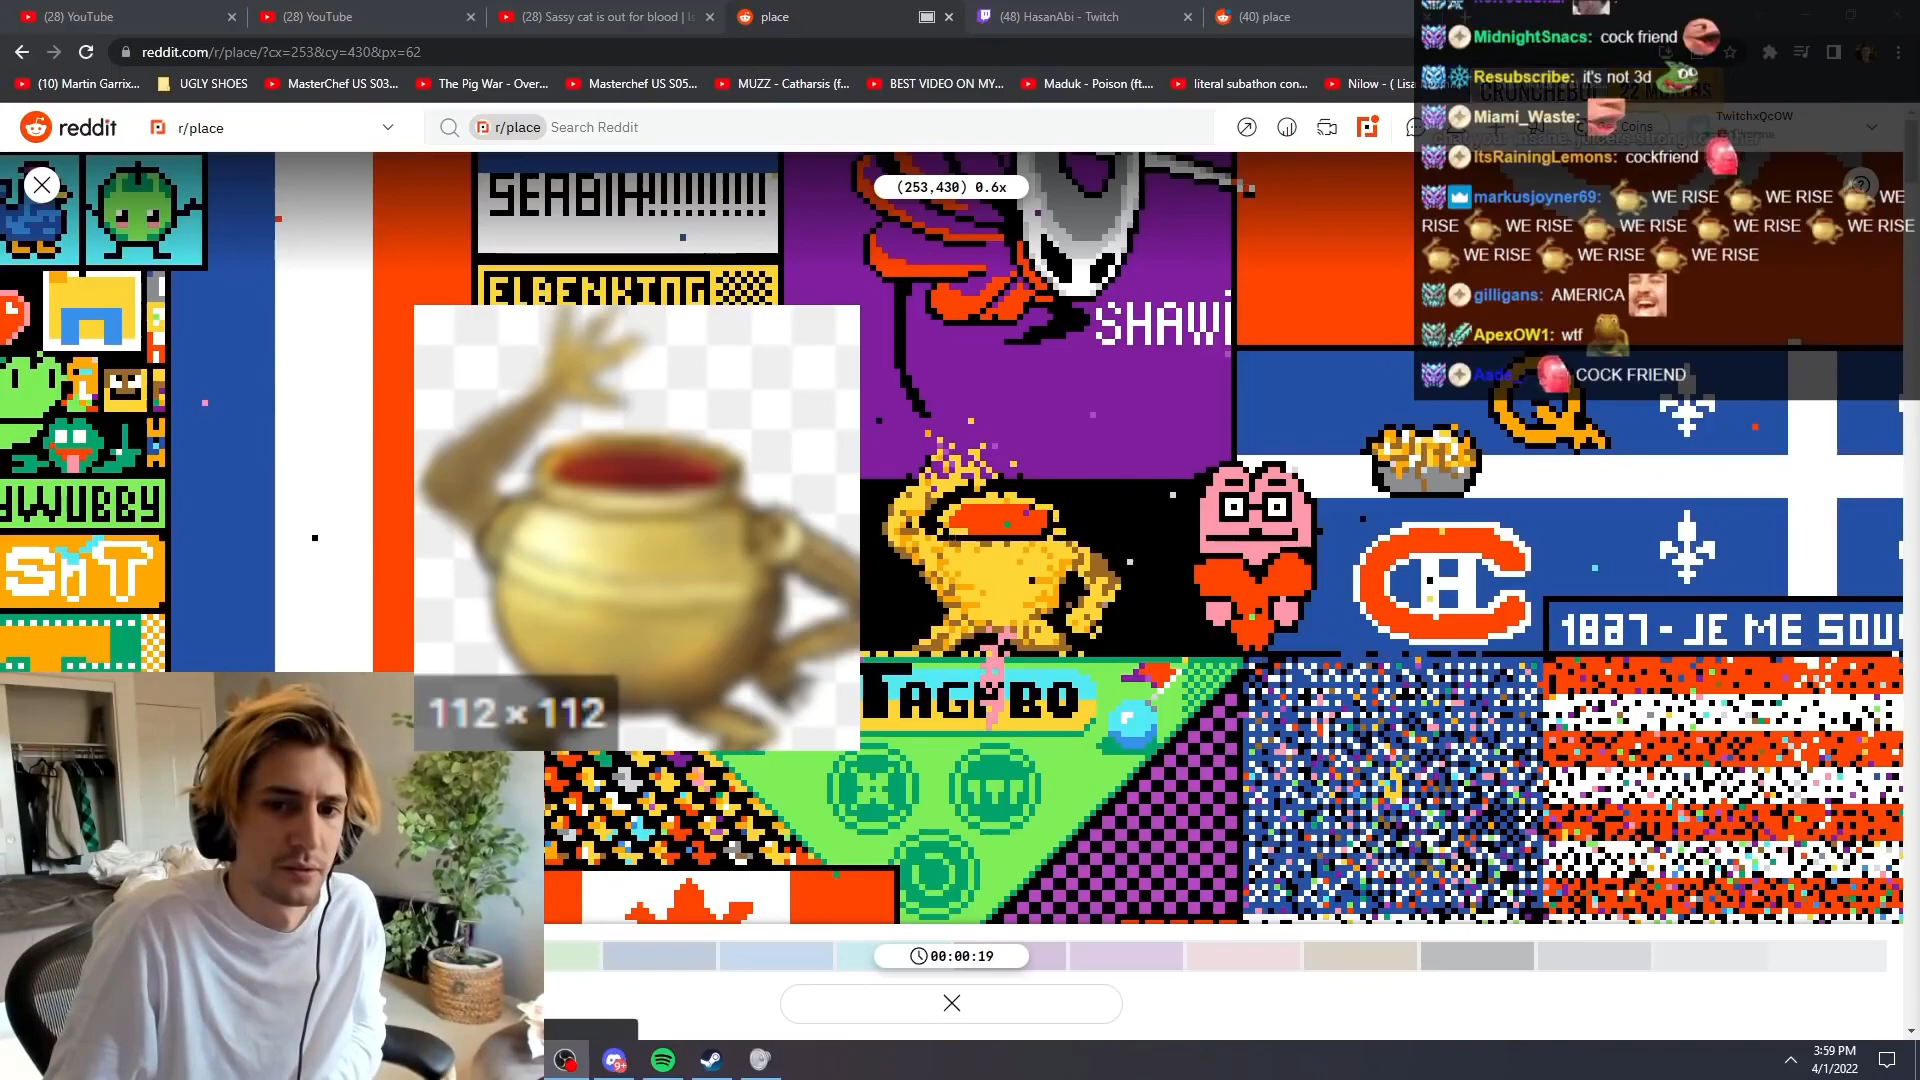 (28) YouTube
(28) YouTube
(28) Sassy cat is out for blood | Is
place
(48) HasanAbi - Twitch
(40) place
reddit.com/r/place/?cx=253&cy=430&px=62
(10) Martin Garrix...
UGLY SHOES
MasterChef US S03...
The Pig War - Over...
Masterchef US S05...
MUZZ - Catharsis (f...
BEST VIDEO ON MY...
Maduk - Poison (ft....
literal subathon con...
Nilow - ( Lisa
reddit
r/place
r/place
Search Reddit
Coins
TwitchxQcOW
MidnightSnacs: cock friend
Resubscribe: it's not 3d
Miami_Waste:
ItsRainingLemons: cockfriend
markusjoyner69: WE RISE WE RISE WE
RISE WE RISE WE RISE WE RISE WE RISE
WE RISE WE RISE WE RISE
gilligans: AMERICA
ApexOW1: wtf
COCK FRIEND
(253,430) 0.6x
SEABIH!!!!!!!!!
ELBENKING
SHAWI
112 × 112
1837 - JE ME SOU
00:00:19
9+
3:59 PM
4/1/2022